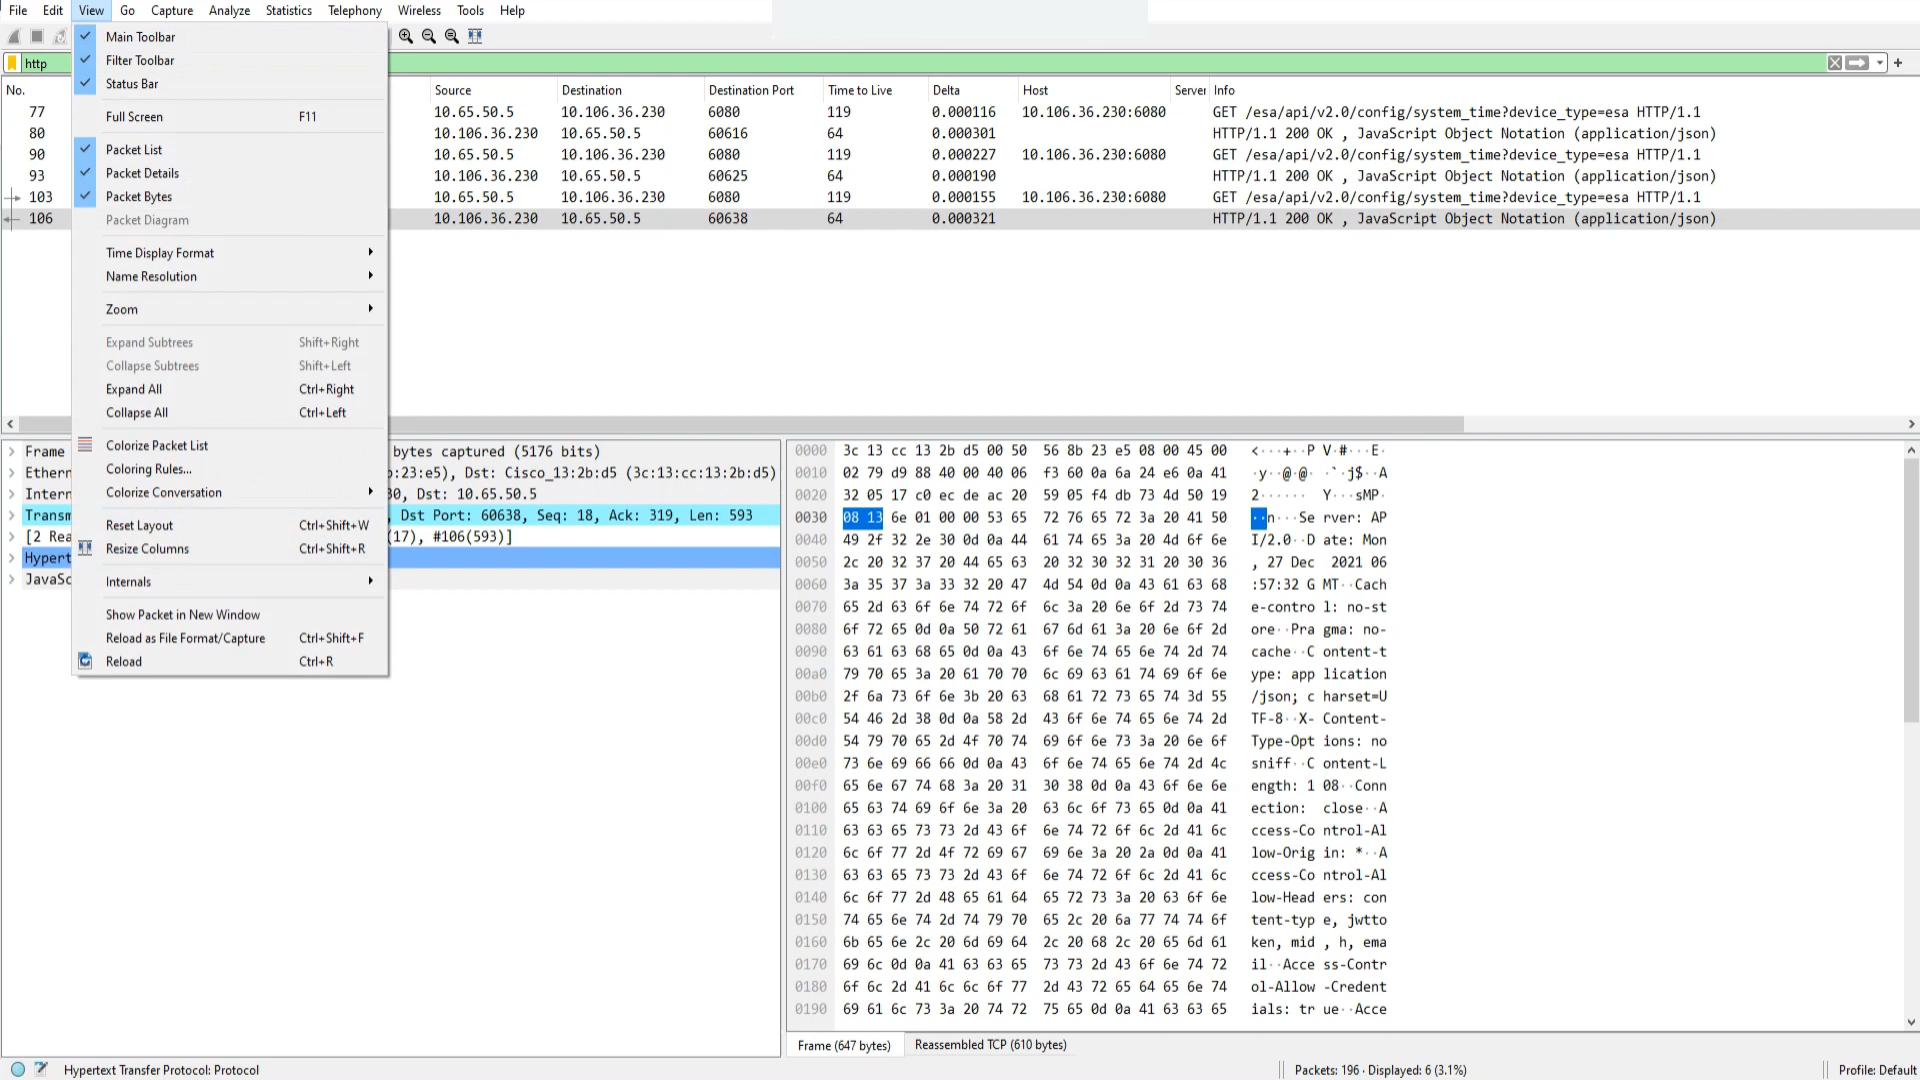 File Edit View Go Capture Analyze Statistics Telephony Wireless Tools Help
Main Toolbar
Filter Toolbar
Status Bar
Full Screen F11
Packet List
Packet Details
Packet Bytes
Packet Diagram
Time Display Format
Name Resolution
Zoom
Expand Subtrees Shift+Right
Collapse Subtrees Shift+Left
Expand All Ctrl+Right
Collapse All Ctrl+Left
Colorize Packet List
Coloring Rules...
Colorize Conversation
Reset Layout Ctrl+Shift+W
Resize Columns Ctrl+Shift+R
Internals
Show Packet in New Window
Reload as File Format/Capture Ctrl+Shift+F
Reload Ctrl+R
http
No. Source Destination Destination Port Time to Live Delta Host Server Info
77 10.65.50.5 10.106.36.230 6080 119 0.000116 10.106.36.230:6080 GET /esa/api/v2.0/config/system_time?device_type=esa HTTP/1.1
80 10.106.36.230 10.65.50.5 60616 64 0.000301 HTTP/1.1 200 OK , JavaScript Object Notation (application/json)
90 10.65.50.5 10.106.36.230 6080 119 0.000227 10.106.36.230:6080 GET /esa/api/v2.0/config/system_time?device_type=esa HTTP/1.1
93 10.106.36.230 10.65.50.5 60625 64 0.000190 HTTP/1.1 200 OK , JavaScript Object Notation (application/json)
103 10.65.50.5 10.106.36.230 6080 119 0.000155 10.106.36.230:6080 GET /esa/api/v2.0/config/system_time?device_type=esa HTTP/1.1
106 10.106.36.230 10.65.50.5 60638 64 0.000321 HTTP/1.1 200 OK , JavaScript Object Notation (application/json)
Frame bytes captured (5176 bits)
Ethern b:23:e5), Dst: Cisco_13:2b:d5 (3c:13:cc:13:2b:d5)
Intern 30, Dst: 10.65.50.5
Transm , Dst Port: 60638, Seq: 18, Ack: 319, Len: 593
[2 Rea (17), #106(593)]
Hypert
JavaSc
0000 3c 13 cc 13 2b d5 00 50 56 8b 23 e5 08 00 45 00 <···+··P V·#···E·
0010 02 79 d9 88 40 00 40 06 f3 60 0a 6a 24 e6 0a 41 ·y··@·@· ·`·j$··A
0020 32 05 17 c0 ec de ac 20 59 05 f4 db 73 4d 50 19 2······ Y···sMP·
0030 08 13 6e 01 00 00 53 65 72 76 65 72 3a 20 41 50 ··n···Se rver: AP
0040 49 2f 32 2e 30 0d 0a 44 61 74 65 3a 20 4d 6f 6e I/2.0··D ate: Mon
0050 2c 20 32 37 20 44 65 63 20 32 30 32 31 20 30 36 , 27 Dec 2021 06
0060 3a 35 37 3a 33 32 20 47 4d 54 0d 0a 43 61 63 68 :57:32 G MT··Cach
0070 65 2d 63 6f 6e 74 72 6f 6c 3a 20 6e 6f 2d 73 74 e-contro l: no-st
0080 6f 72 65 0d 0a 50 72 61 67 6d 61 3a 20 6e 6f 2d ore··Pra gma: no-
0090 63 61 63 68 65 0d 0a 43 6f 6e 74 65 6e 74 2d 74 cache··C ontent-t
00a0 79 70 65 3a 20 61 70 70 6c 69 63 61 74 69 6f 6e ype: app lication
00b0 2f 6a 73 6f 6e 3b 20 63 68 61 72 73 65 74 3d 55 /json; c harset=U
00c0 54 46 2d 38 0d 0a 58 2d 43 6f 6e 74 65 6e 74 2d TF-8··X- Content-
00d0 54 79 70 65 2d 4f 70 74 69 6f 6e 73 3a 20 6e 6f Type-Opt ions: no
00e0 73 6e 69 66 66 0d 0a 43 6f 6e 74 65 6e 74 2d 4c sniff··C ontent-L
00f0 65 6e 67 74 68 3a 20 31 30 38 0d 0a 43 6f 6e 6e ength: 1 08··Conn
0100 65 63 74 69 6f 6e 3a 20 63 6c 6f 73 65 0d 0a 41 ection: close··A
0110 63 63 65 73 73 2d 43 6f 6e 74 72 6f 6c 2d 41 6c ccess-Co ntrol-Al
0120 6c 6f 77 2d 4f 72 69 67 69 6e 3a 20 2a 0d 0a 41 low-Orig in: *··A
0130 63 63 65 73 73 2d 43 6f 6e 74 72 6f 6c 2d 41 6c ccess-Co ntrol-Al
0140 6c 6f 77 2d 48 65 61 64 65 72 73 3a 20 63 6f 6e low-Head ers: con
0150 74 65 6e 74 2d 74 79 70 65 2c 20 6a 77 74 74 6f tent-typ e, jwtto
0160 6b 65 6e 2c 20 6d 69 64 2c 20 68 2c 20 65 6d 61 ken, mid , h, ema
0170 69 6c 0d 0a 41 63 63 65 73 73 2d 43 6f 6e 74 72 il··Acce ss-Contr
0180 6f 6c 2d 41 6c 6c 6f 77 2d 43 72 65 64 65 6e 74 ol-Allow -Credent
0190 69 61 6c 73 3a 20 74 72 75 65 0d 0a 41 63 63 65 ials: tr ue··Acce
Frame (647 bytes) Reassembled TCP (610 bytes)
Hypertext Transfer Protocol: Protocol Packets: 196 · Displayed: 6 (3.1%) Profile: Default